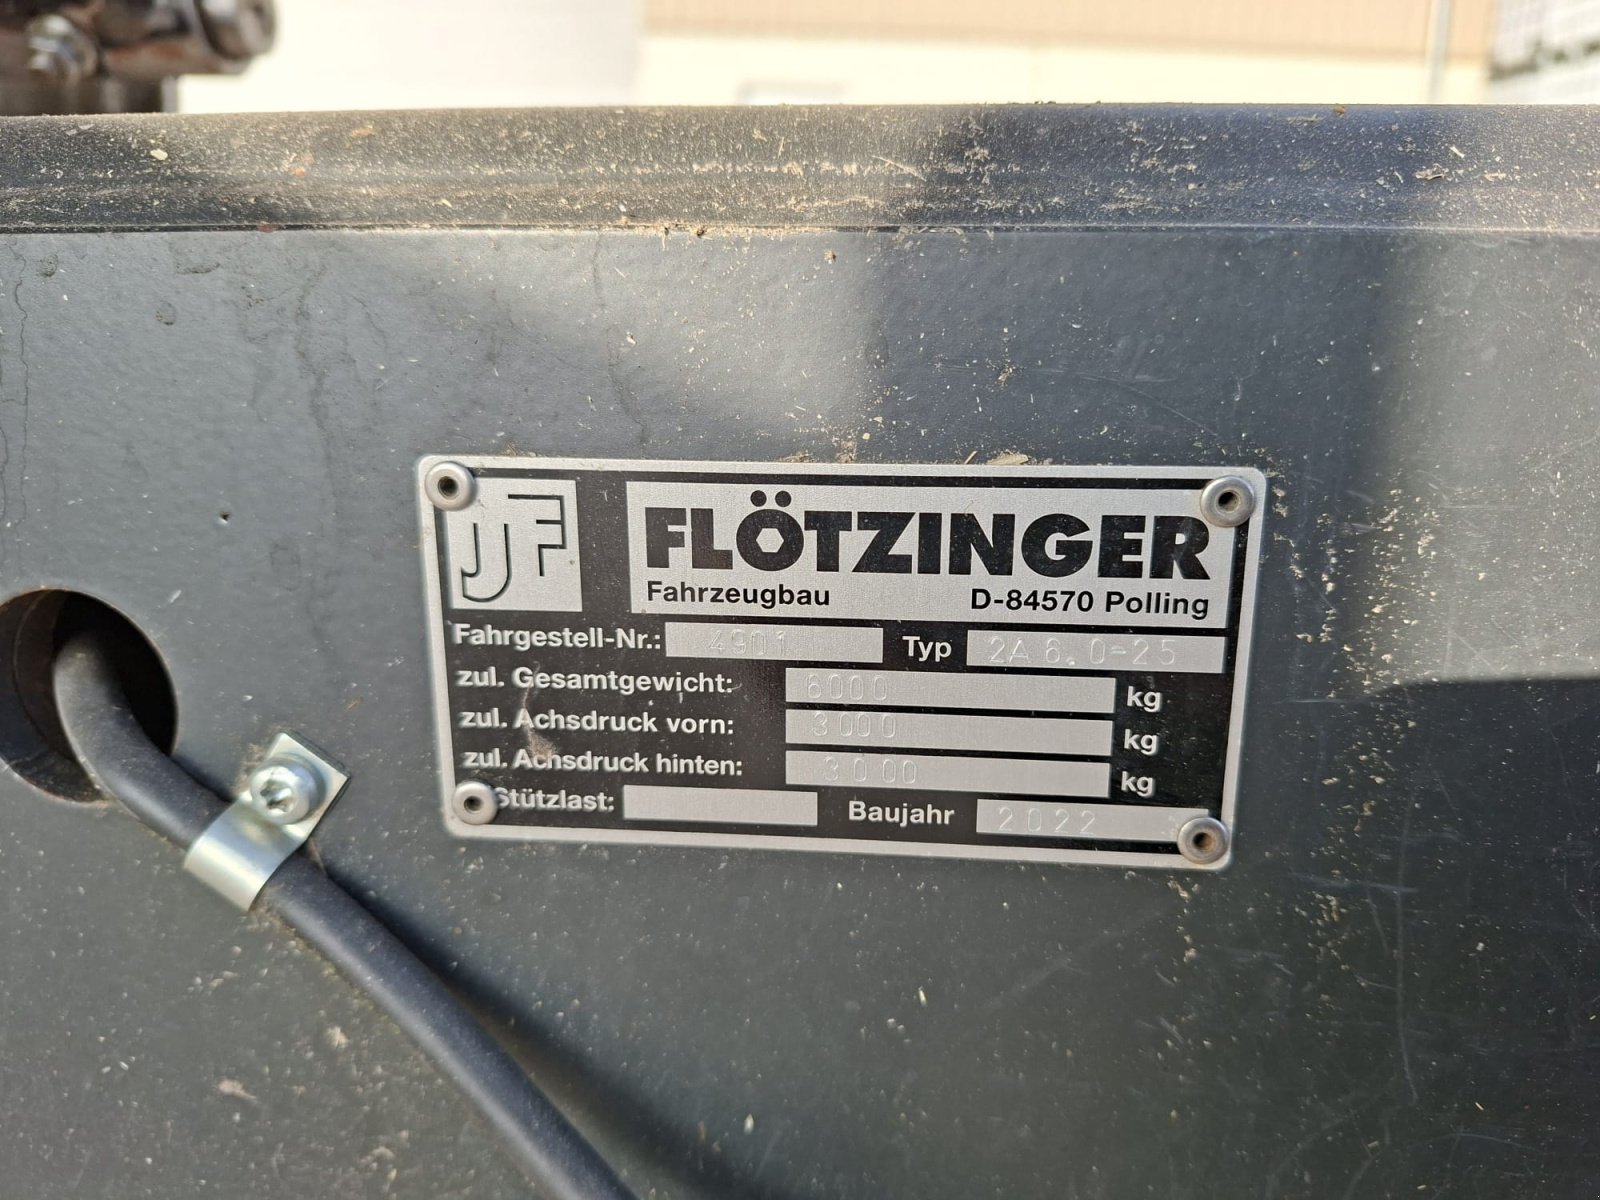 JF
FLÖTZINGER
Fahrzeugbau D-84570 Polling
Fahrgestell-Nr.: 4901 Typ 2A 6.0-25
zul. Gesamtgewicht: 6000 kg
zul. Achsdruck vorn: 3000 kg
zul. Achsdruck hinten: 3000 kg
Stützlast: Baujahr 2022